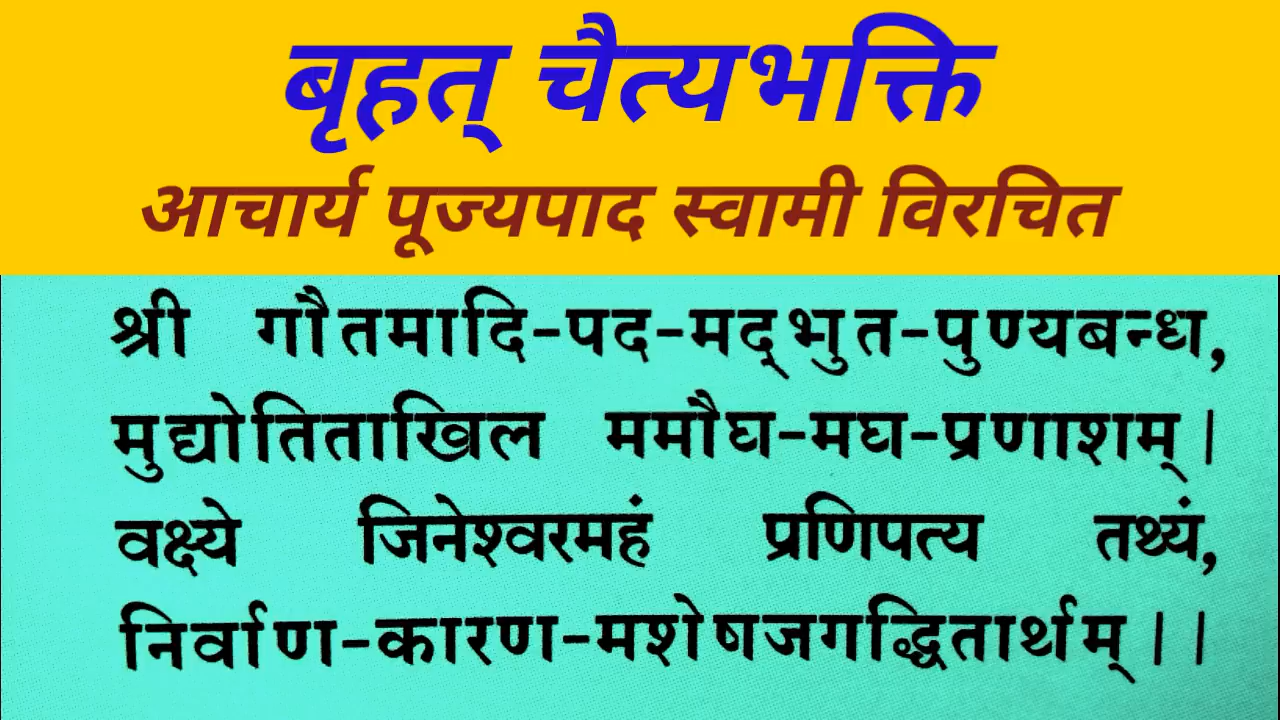 बृहत् चैत्यभक्ति
आचार्य पूज्यपाद स्वामी विरचित
श्री गौतमादि-पद-मद्भुत-पुण्यबन्ध,
मुद्योतिताखिल ममौघ-मघ-प्रणाशम्।
वक्ष्ये जिनेश्वरमहं प्रणिपत्य तथ्यं,
निर्वाण-कारण-मशेषजगद्धितार्थम्।।